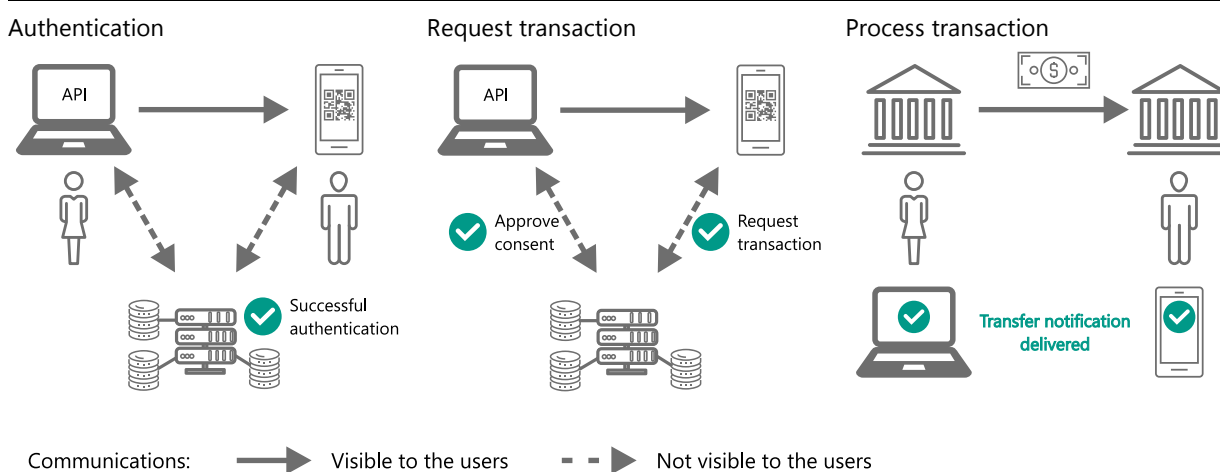 Authentication
Request transaction
Process transaction
API
API
$
Approve
consent
Request
transaction
Successful
authentication
Transfer notification
delivered
Communications:
Visible to the users
Not visible to the users